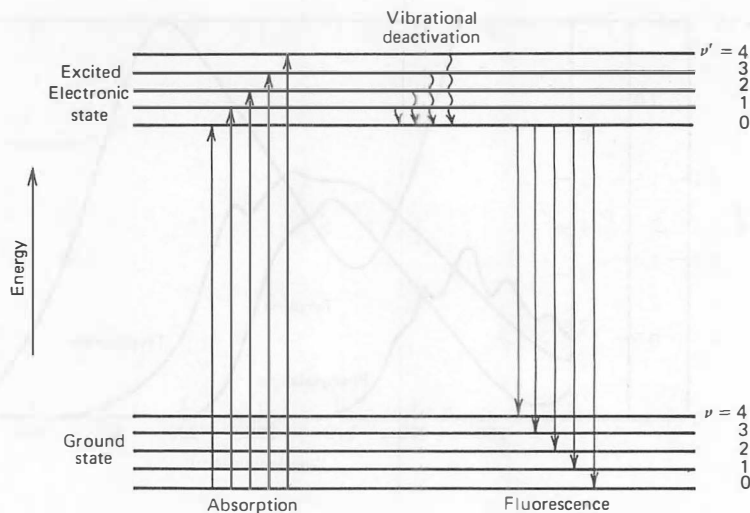 Vibrational
deactivation
Excited
Electronic
state
ν' = 4
3
2
1
0
Energy
Ground
state
ν = 4
3
2
1
0
Absorption
Fluorescence